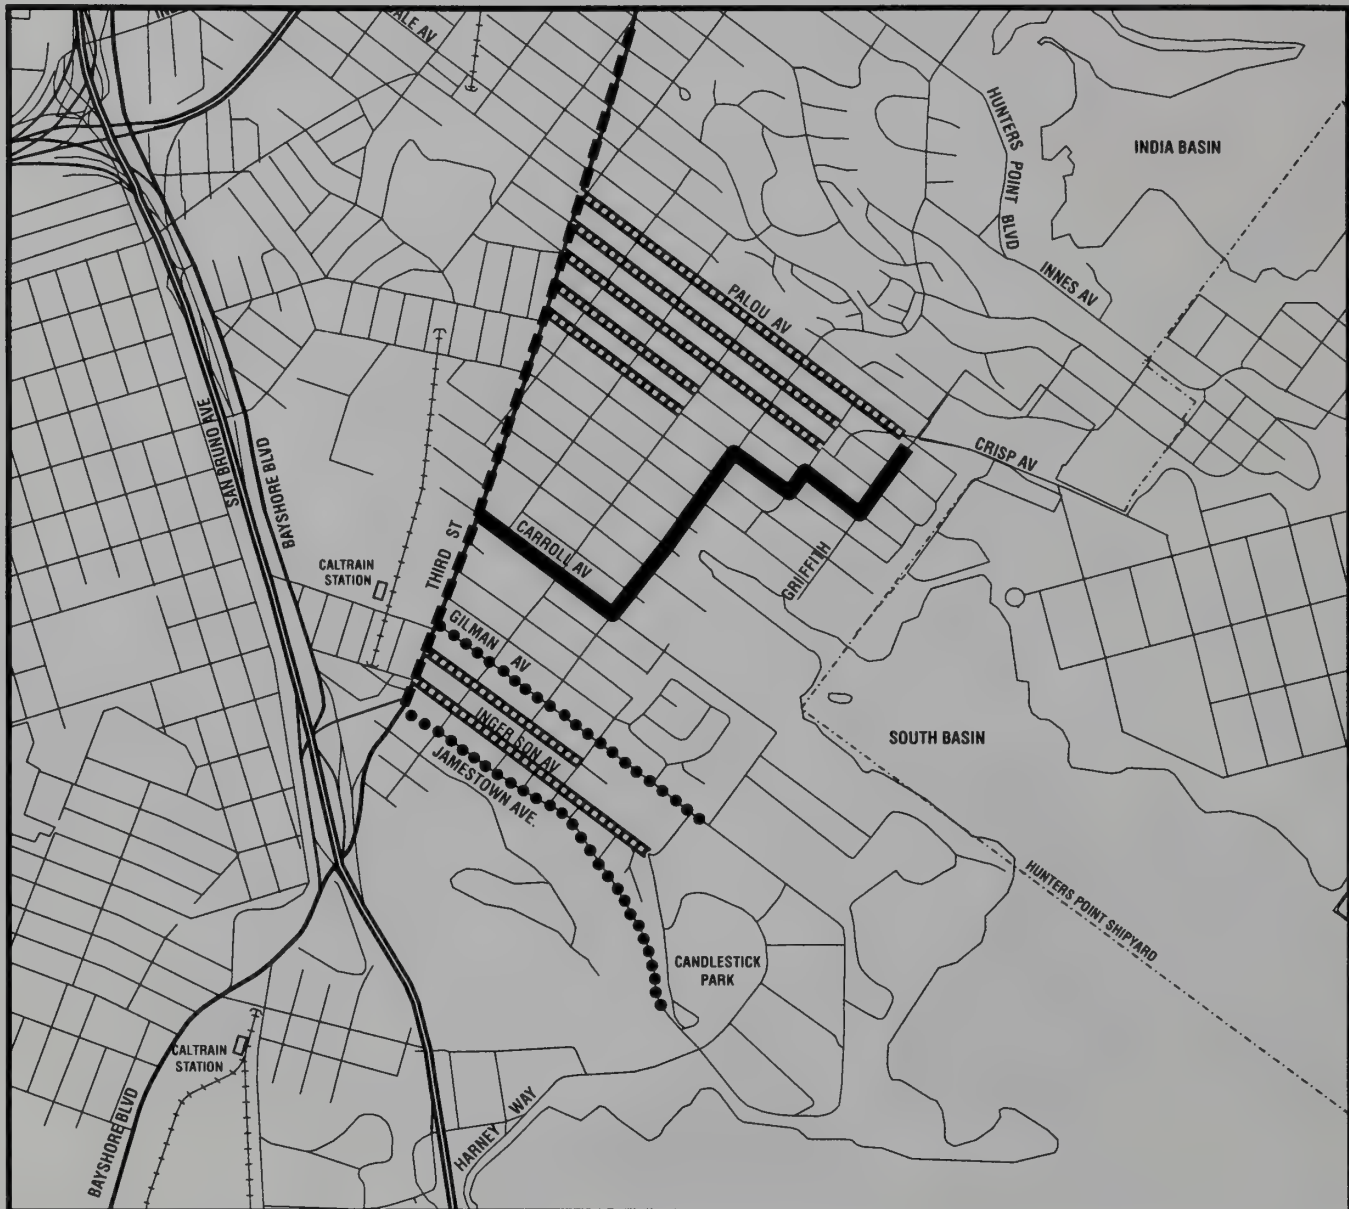 DALE AV
HUNTERS POINT BLVD
INDIA BASIN
INNES AV
PALOU AV
SAN BRUNO AVE
BAYSHORE BLVD
CRISP AV
THIRD ST
CARROLL AV
CALTRAIN
STATION
GRIFFITH
GILMAN AV
INGERSON AV
JAMESTOWN AVE.
SOUTH BASIN
HUNTERS POINT SHIPYARD
CANDLESTICK
PARK
CALTRAIN
STATION
BAYSHORE BLVD
HARNEY WAY